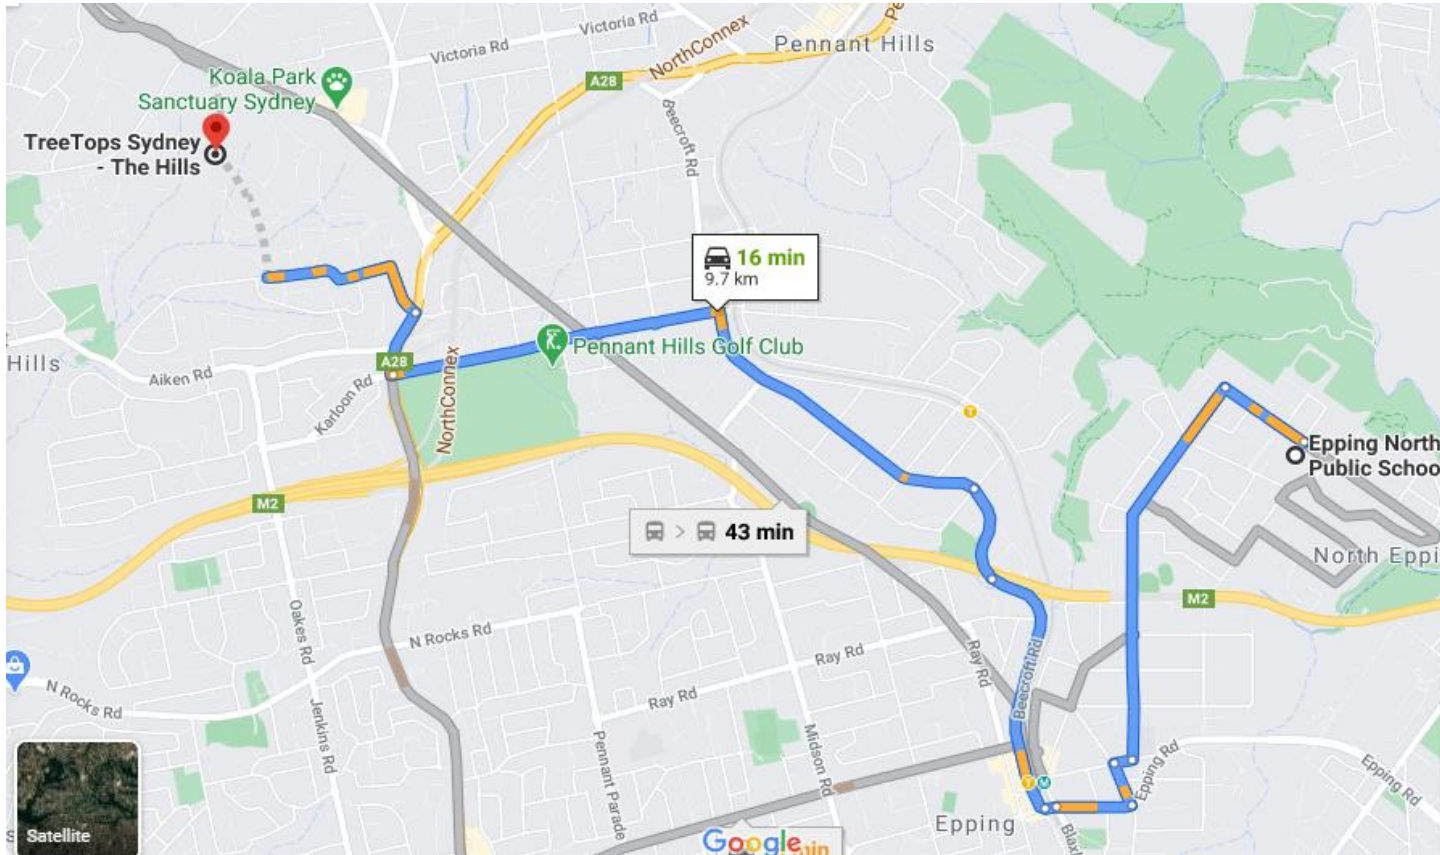 Victoria Rd
Victoria Rd
NorthConnex
Pennant Hills
Koala Park
Sanctuary Sydney
A28
TreeTops Sydney
- The Hills
Beecroft Rd
16 min
9.7 km
Pennant Hills Golf Club
A28
Hills
Aiken Rd
Karloon Rd
NorthConnex
Epping North
Public Schoo
M2
43 min
North Eppi
M2
Oakes Rd
N Rocks Rd
Ray Rd
Ray Rd
Beecroft Rd
N Rocks Rd
Ray Rd
Jenkins Rd
Pennant Parade
Midson Rd
Epping Rd
Epping Rd
T
T
M
Epping
Blaxl
Satellite
Google
min